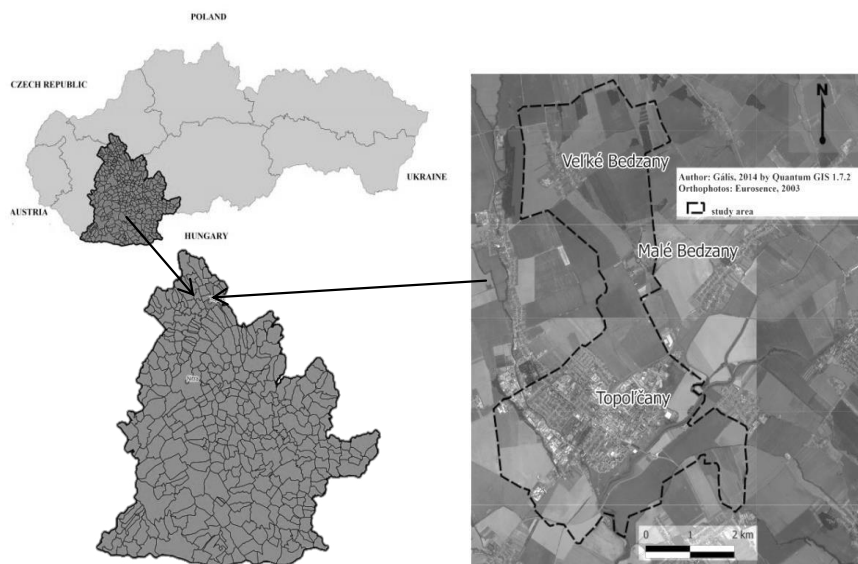 POLAND
CZECH REPUBLIC
UKRAINE
AUSTRIA
HUNGARY
N
Veľké Bedzany
Author: Gális, 2014 by Quantum GIS 1.7.2
Orthophotos: Eurosence, 2003
study area
Malé Bedzany
Topoľčany
0 1 2 km